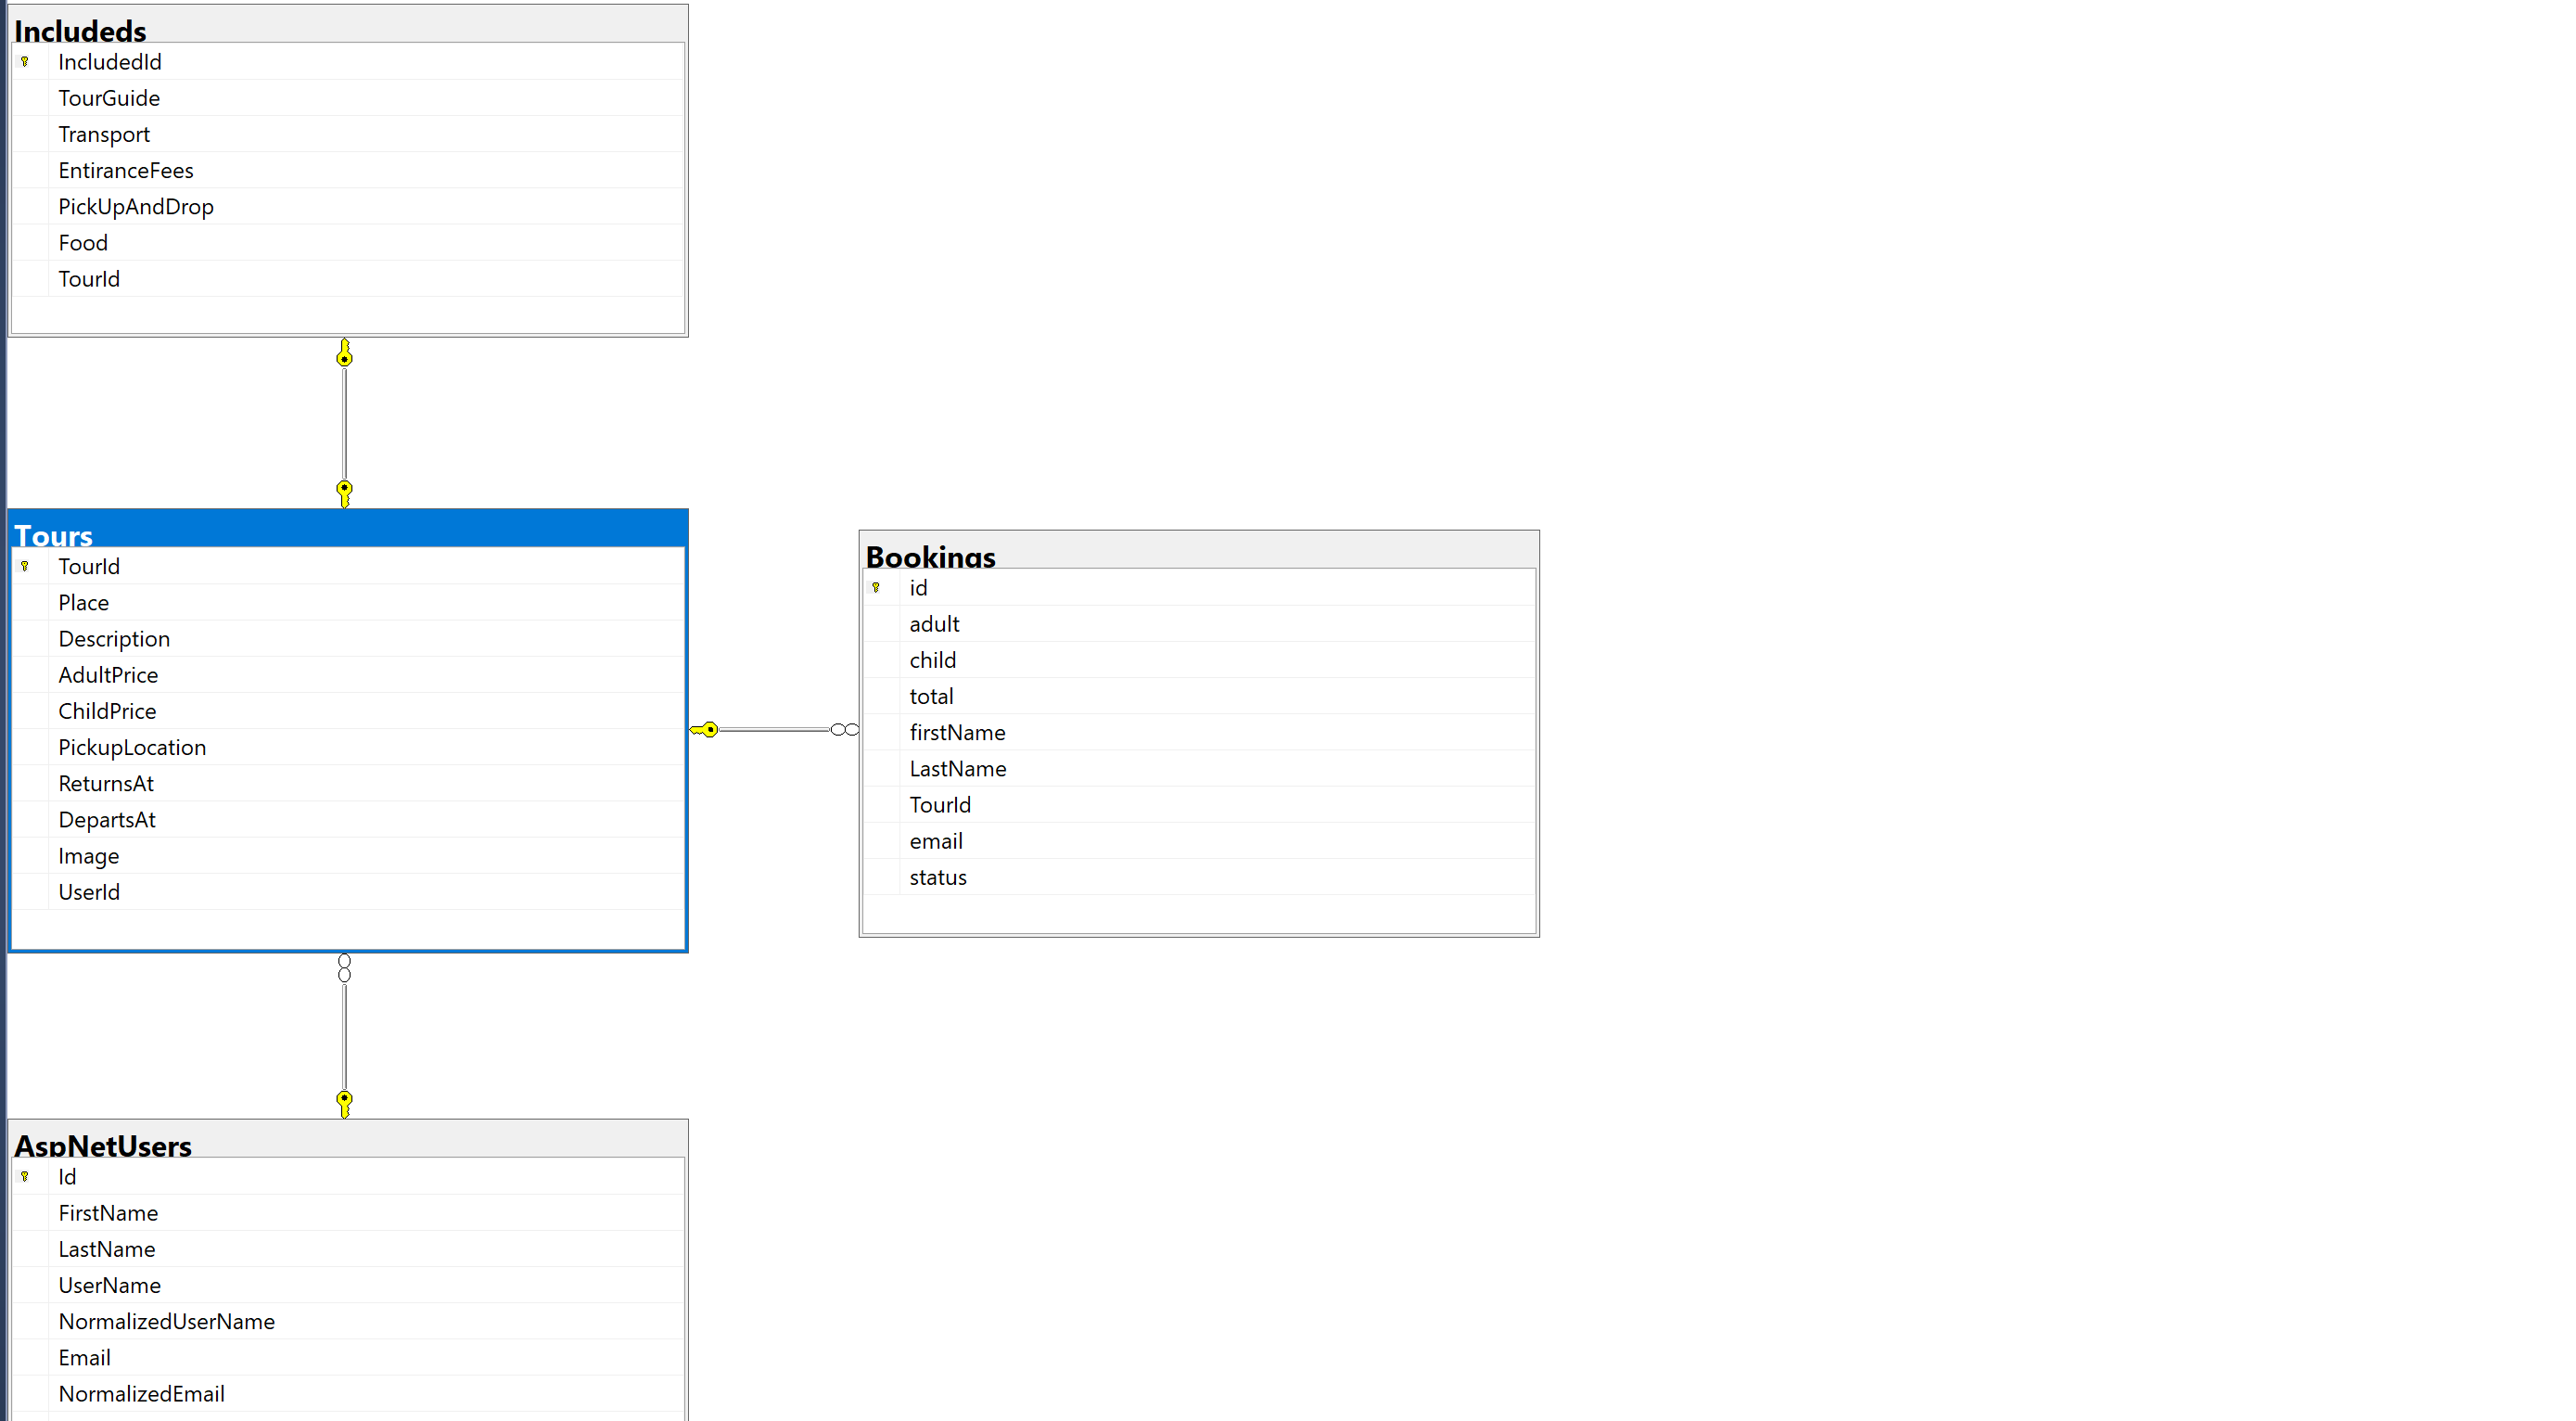 Includeds
IncludedId
TourGuide
Transport
EntiranceFees
PickUpAndDrop
Food
TourId
Tours
TourId
Place
Description
AdultPrice
ChildPrice
PickupLocation
ReturnsAt
DepartsAt
Image
UserId
Bookings
id
adult
child
total
firstName
LastName
TourId
email
status
AspNetUsers
Id
FirstName
LastName
UserName
NormalizedUserName
Email
NormalizedEmail